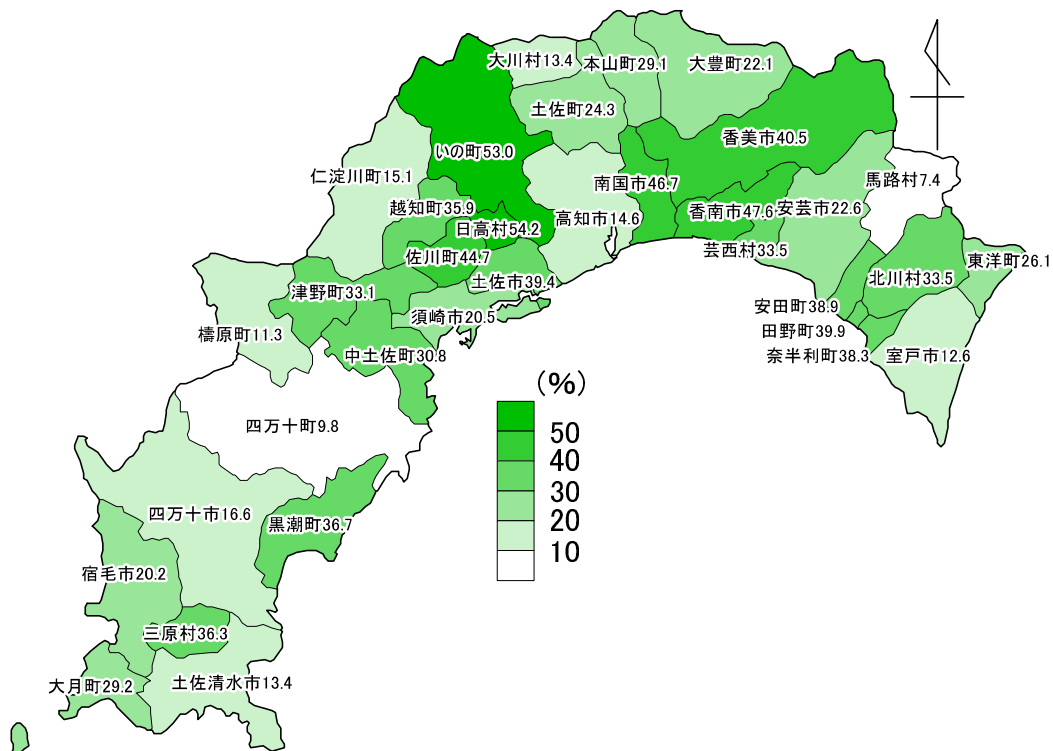 大川村13.4
本山町29.1
大豊町22.1
土佐町24.3
香美市40.5
いの町53.0
仁淀川町15.1
南国市46.7
馬路村7.4
越知町35.9
高知市14.6
香南市47.6
安芸市22.6
日高村54.2
芸西村33.5
佐川町44.7
東洋町26.1
土佐市39.4
北川村33.5
津野町33.1
安田町38.9
須崎市20.5
田野町39.9
檮原町11.3
中土佐町30.8
奈半利町38.3
室戸市12.6
(%)
50
40
30
20
10
四万十町9.8
四万十市16.6
黒潮町36.7
宿毛市20.2
三原村36.3
大月町29.2
土佐清水市13.4